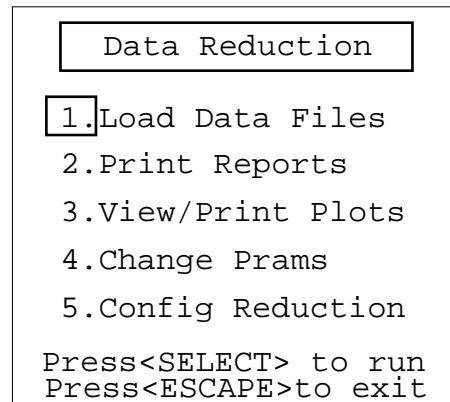 Data Reduction
1.Load Data Files
2.Print Reports
3.View/Print Plots
4.Change Prams
5.Config Reduction
Press<SELECT> to run
Press<ESCAPE>to exit